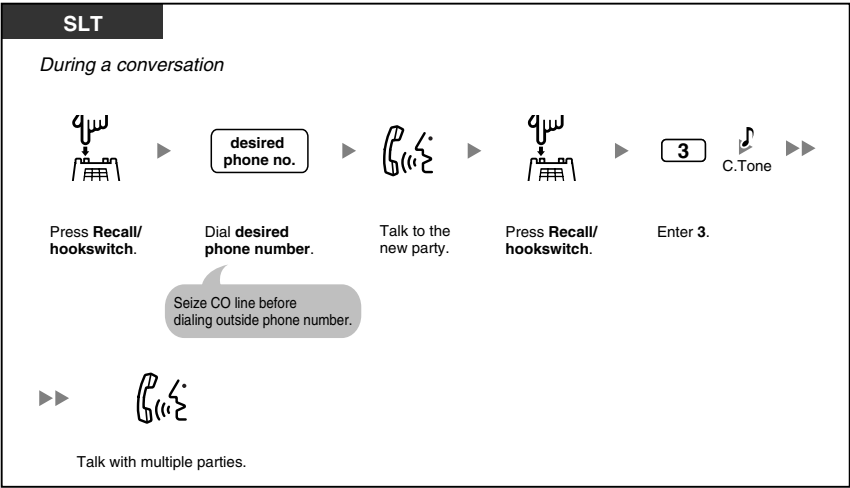 SLT
During a conversation
desired
phone no.
3
C.Tone
Press Recall/
hookswitch.
Dial desired
phone number.
Talk to the
new party.
Press Recall/
hookswitch.
Enter 3.
Seize CO line before
dialing outside phone number.
Talk with multiple parties.